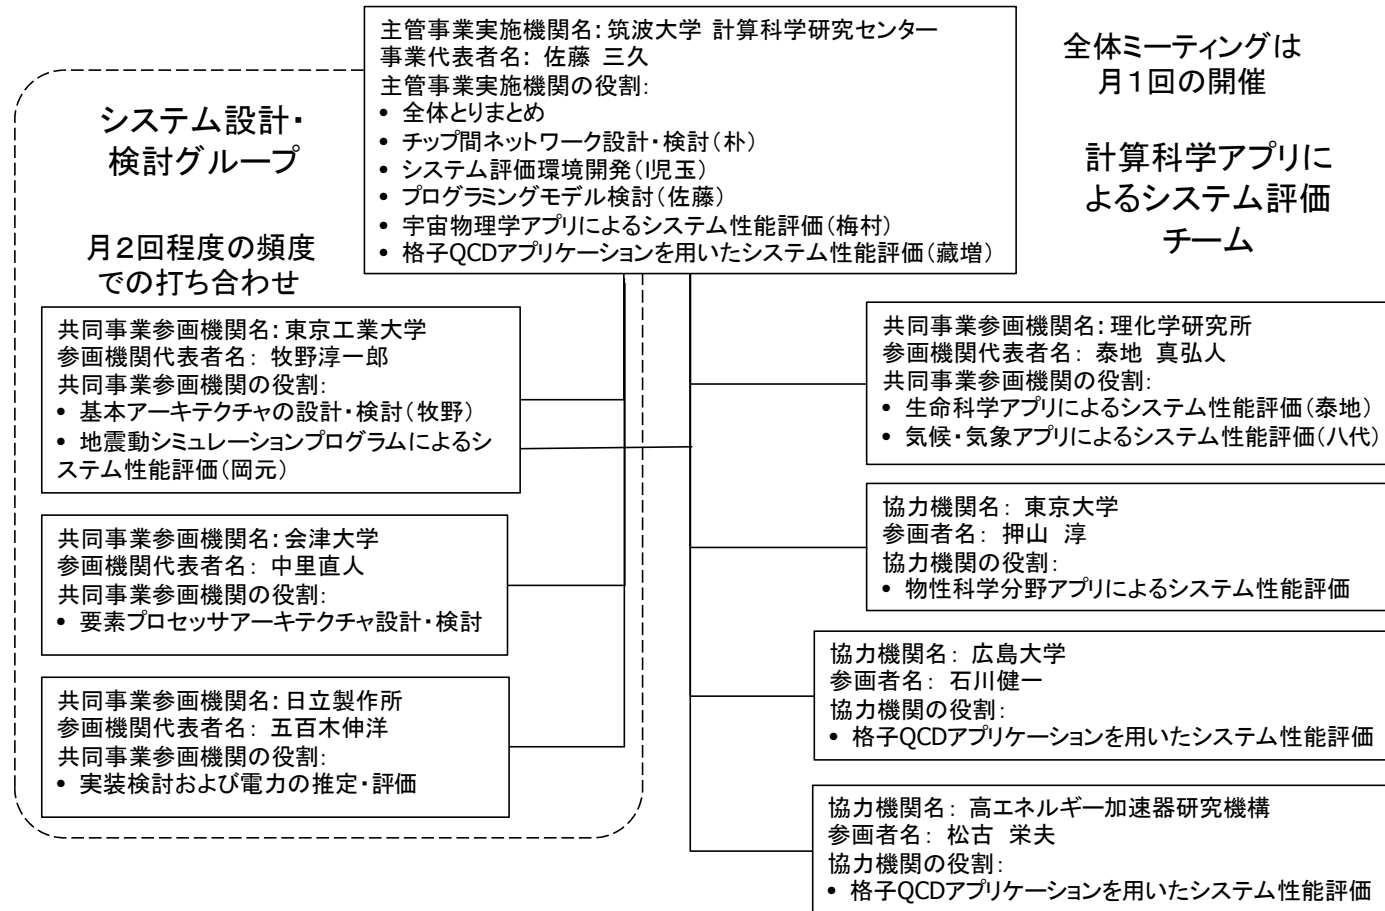 主管事業実施機関名: 筑波大学 計算科学研究センター
事業代表者名: 佐藤 三久
主管事業実施機関の役割:
• 全体とりまとめ
• チップ間ネットワーク設計・検討(朴)
• システム評価環境開発(I児玉)
• プログラミングモデル検討(佐藤)
• 宇宙物理学アプリによるシステム性能評価(梅村)
• 格子QCDアプリケーションを用いたシステム性能評価(藏増)
全体ミーティングは
月1回の開催
システム設計・
検討グループ
月2回程度の頻度
での打ち合わせ
計算科学アプリに
よるシステム評価
チーム
共同事業参画機関名: 東京工業大学
参画機関代表者名: 牧野淳一郎
共同事業参画機関の役割:
• 基本アーキテクチャの設計・検討(牧野)
• 地震動シミュレーションプログラムによるシ
ステム性能評価(岡元)
共同事業参画機関名: 会津大学
参画機関代表者名: 中里直人
共同事業参画機関の役割:
• 要素プロセッサアーキテクチャ設計・検討
共同事業参画機関名: 日立製作所
参画機関代表者名: 五百木伸洋
共同事業参画機関の役割:
• 実装検討および電力の推定・評価
共同事業参画機関名: 理化学研究所
参画機関代表者名: 泰地 真弘人
共同事業参画機関の役割:
• 生命科学アプリによるシステム性能評価(泰地)
• 気候・気象アプリによるシステム性能評価(八代)
協力機関名: 東京大学
参画者名: 押山 淳
協力機関の役割:
• 物性科学分野アプリによるシステム性能評価
協力機関名: 広島大学
参画者名: 石川健一
協力機関の役割:
• 格子QCDアプリケーションを用いたシステム性能評価
協力機関名: 高エネルギー加速器研究機構
参画者名: 松古 栄夫
協力機関の役割:
• 格子QCDアプリケーションを用いたシステム性能評価